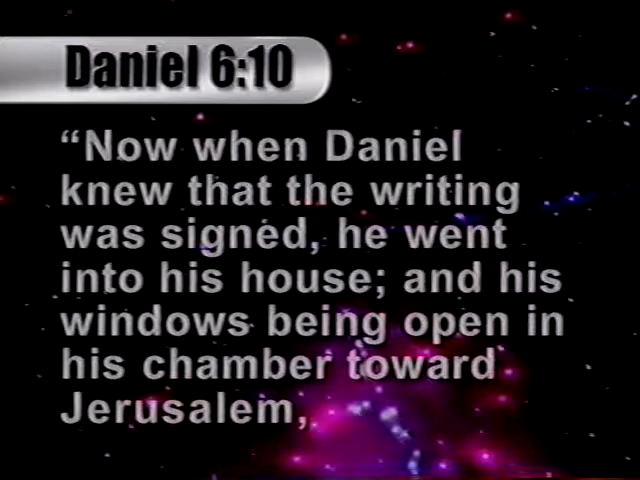 Daniel 6:10
“Now when Daniel
knew that the writing
was signed, he went
into his house; and his
windows being open in
his chamber toward
Jerusalem,